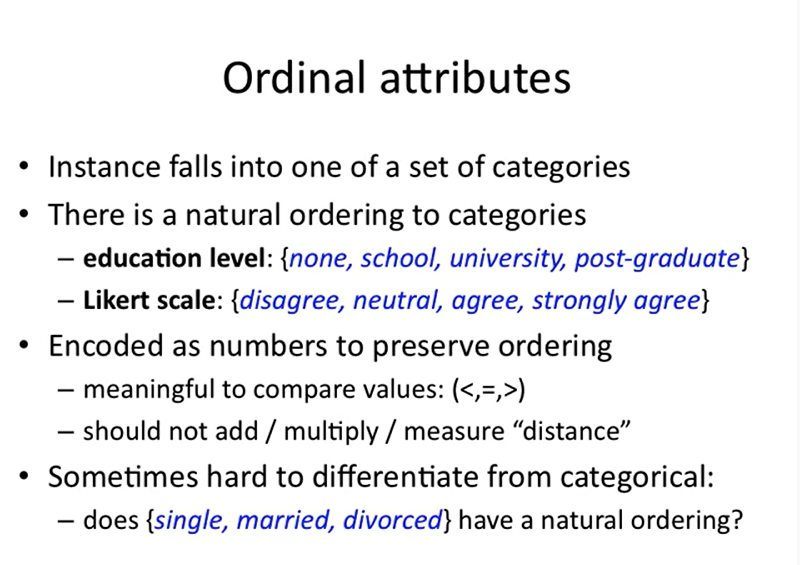 Ordinal attributes
• Instance falls into one of a set of categories
• There is a natural ordering to categories
– education level: {none, school, university, post-graduate}
– Likert scale: {disagree, neutral, agree, strongly agree}
• Encoded as numbers to preserve ordering
– meaningful to compare values: (<,=,>)
– should not add / multiply / measure “distance”
• Sometimes hard to differentiate from categorical:
– does {single, married, divorced} have a natural ordering?